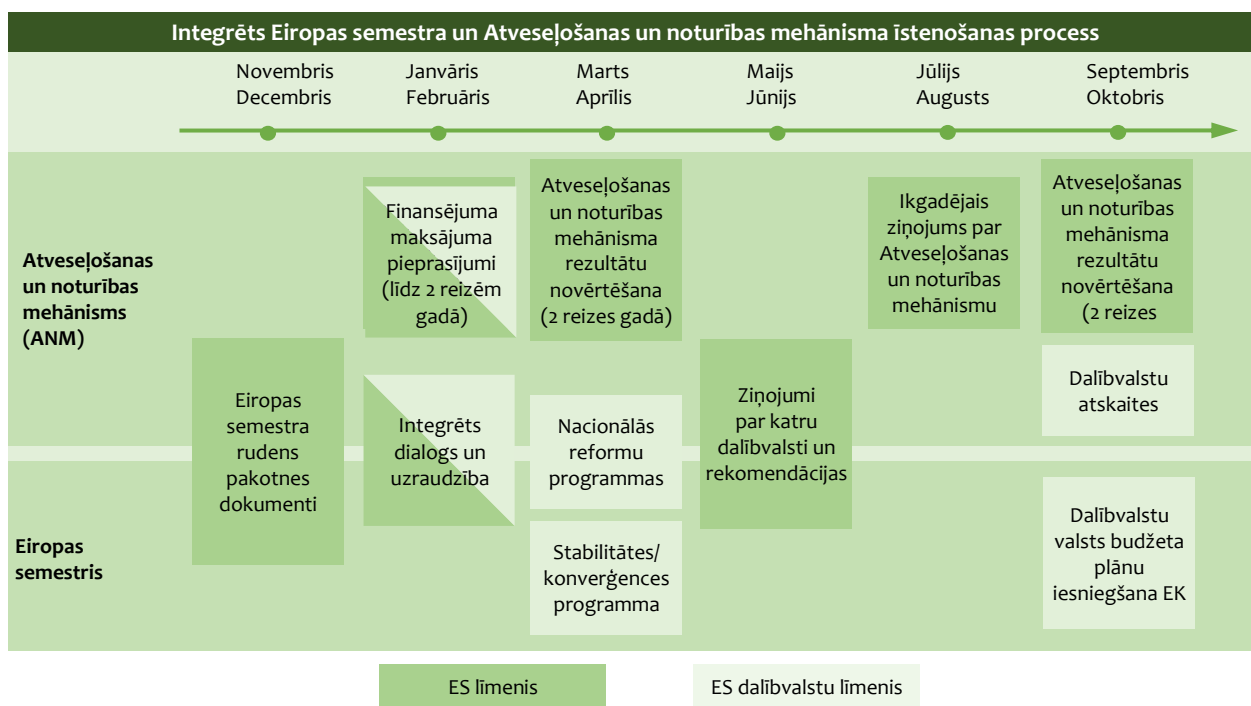 Integrēts Eiropas semestra un Atveseļošanas un noturības mehānisma īstenošanas process
Novembris
Decembris
Janvāris
Februāris
Marts
Aprīlis
Maijs
Jūnijs
Jūlijs
Augusts
Septembris
Oktobris
Atveseļošanas
un noturības
mehānisms
(ANM)
Eiropas
semestra
rudens
pakotnes
dokumenti
Finansējuma
maksājuma
pieprasījumi
(līdz 2 reizēm
gadā)
Integrēts
dialogs un
uzraudzība
Atveseļošanas
un noturības
mehānisma
rezultātu
novērtēšana
(2 reizes gadā)
Nacionālās
reformu
programmas
Stabilitātes/
konverģences
programma
Ziņojumi
par katru
dalībvalsti un
rekomendācijas
Ikgadējais
ziņojums par
Atveseļošanas
un noturības
mehānismu
Atveseļošanas
un noturības
mehānisma
rezultātu
novērtēšana
(2 reizes
Dalībvalstu
atskaites
Dalībvalstu
valsts budžeta
plānu
iesniegšana EK
Eiropas
semestris
ES līmenis
ES dalībvalstu līmenis